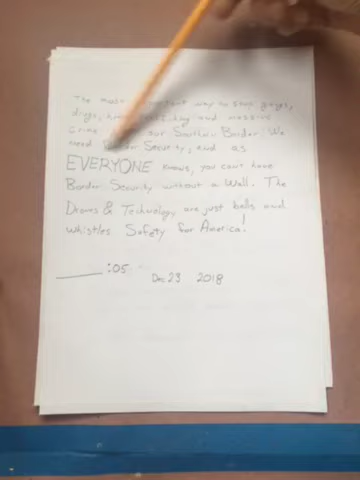 The most important way to stop gangs,
drugs, human trafficking and massive
crime our Southern Border. We
need Border Security, and as
EVERYONE knows, you can't have
Border Security without a Wall. The
Drones & Technology are just bells and
whistles Safety for America!
:05
Dec 23 2018